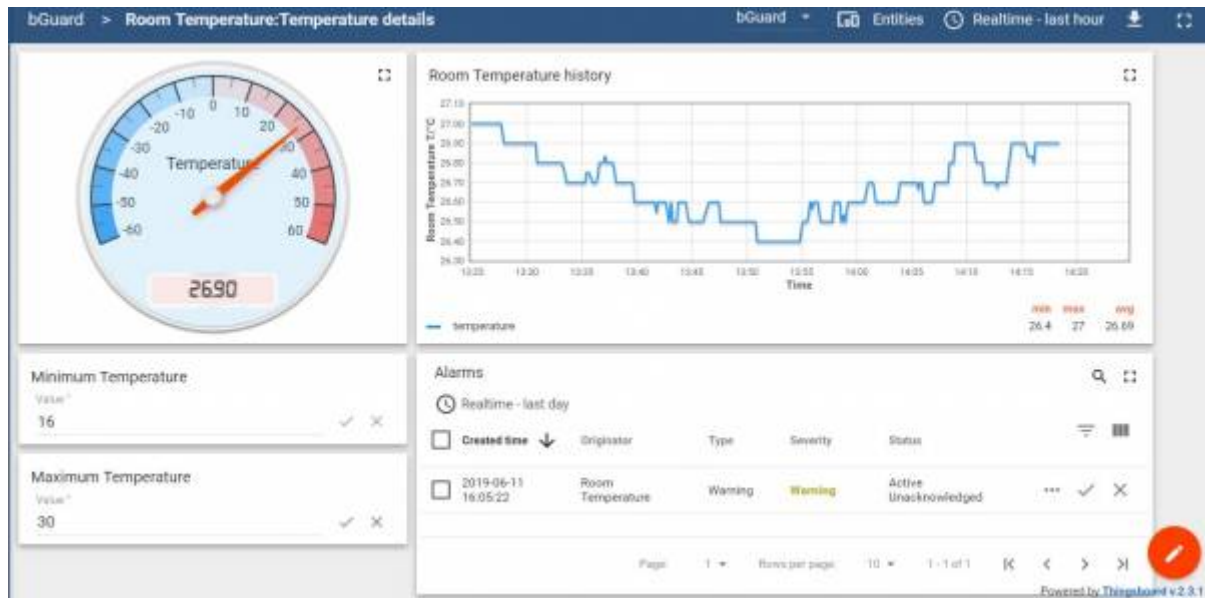 bGuard > Room Temperature:Temperature details
bGuard Entities Realtime - last hour
-60 -50 -40 -30 -20 -10 0 10 20 30 40 50 60
Temperature
26.90
Room Temperature history
Room Temperature T/°C
27.10
27.00
26.90
26.80
26.70
26.60
26.50
26.40
26.30
13:25 13:30 13:35 13:40 13:45 13:50 13:55 14:00 14:05 14:10 14:15 14:20
Time
min max avg
temperature 26.4 27 26.69
Minimum Temperature
Value *
16
Maximum Temperature
Value *
30
Alarms
Realtime - last day
Created time Originator Type Severity Status
2019-06-11 16:05:22 Room Temperature Warning Warning Active Unacknowledged
Page: 1 Rows per page: 10 1 - 1 of 1
Powered by Thingsboard v.2.3.1